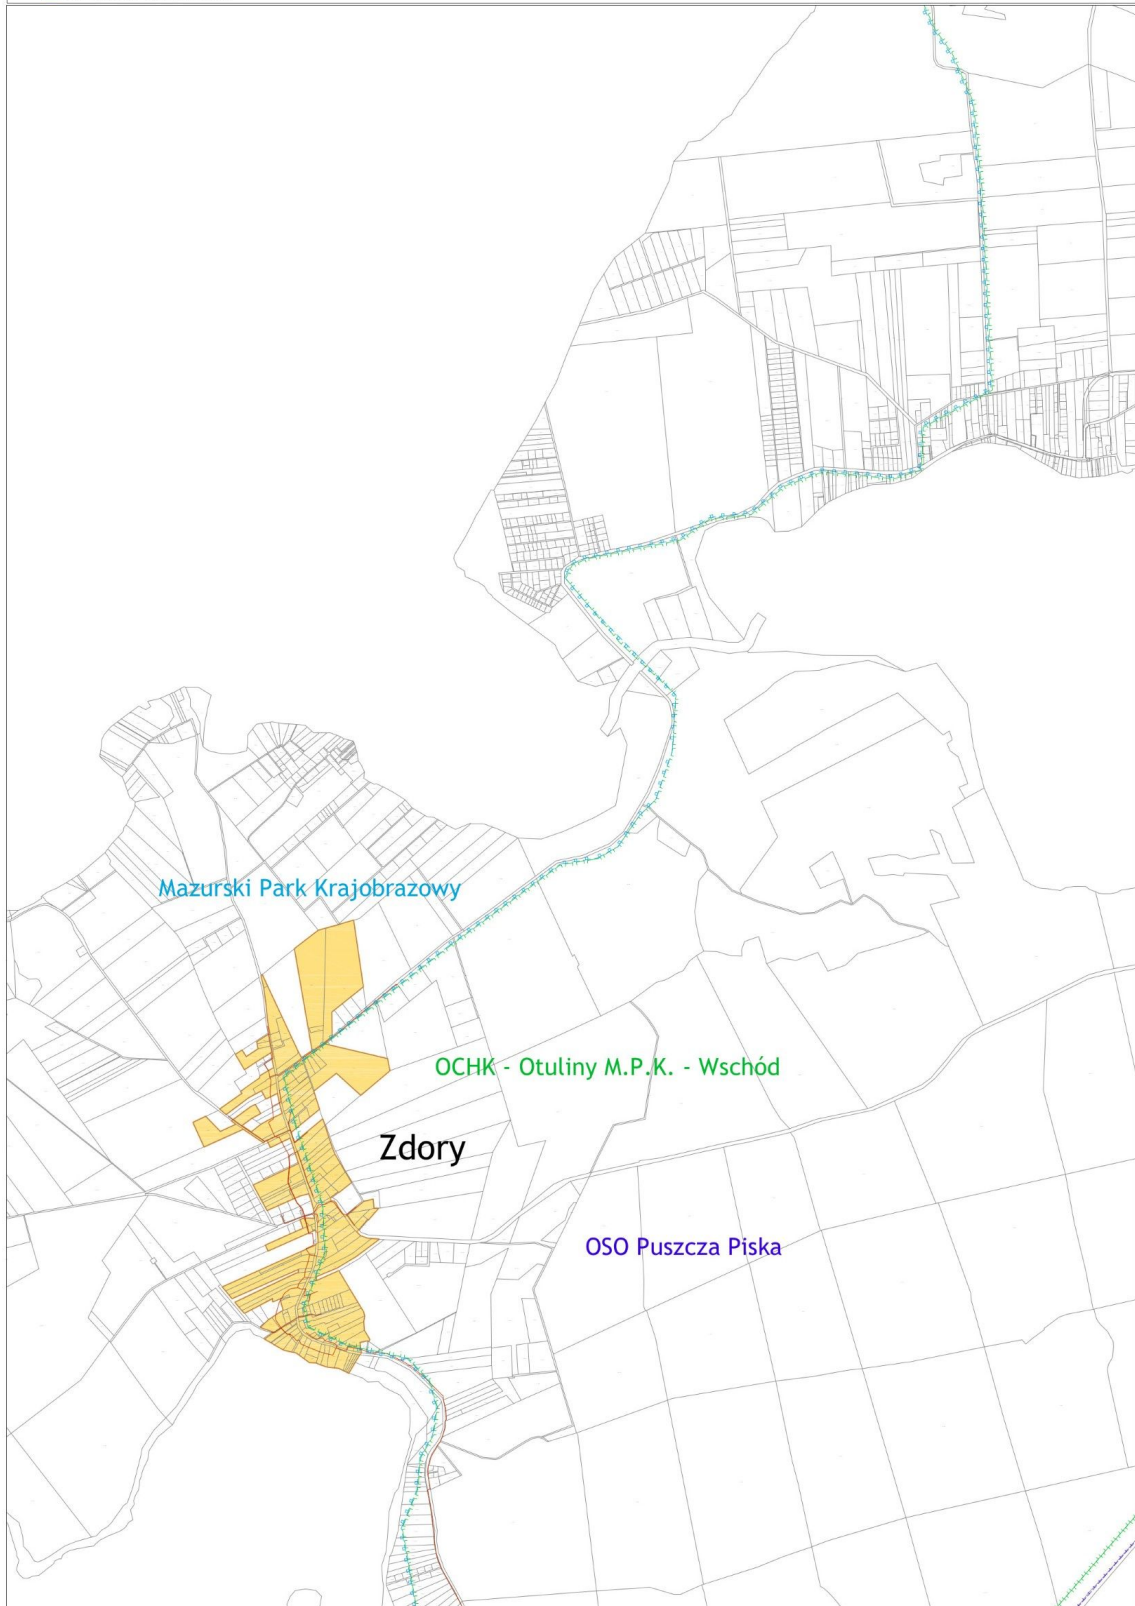 Mazurski Park Krajobrazowy
OCHK - Otuliny M.P.K. - Wschód
Zdory
OSO Puszcza Piska